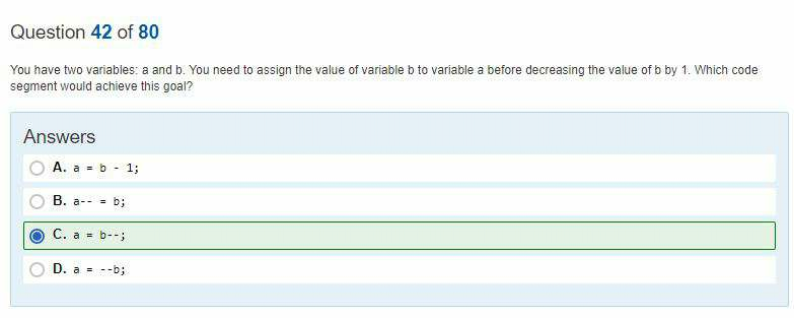 Question 42 of 80
You have two variables: a and b. You need to assign the value of variable b to variable a before decreasing the value of b by 1. Which code
segment would achieve this goal?
Answers
A. a = b - 1;
B. a-- = b;
C. a = b--;
D. a = --b;